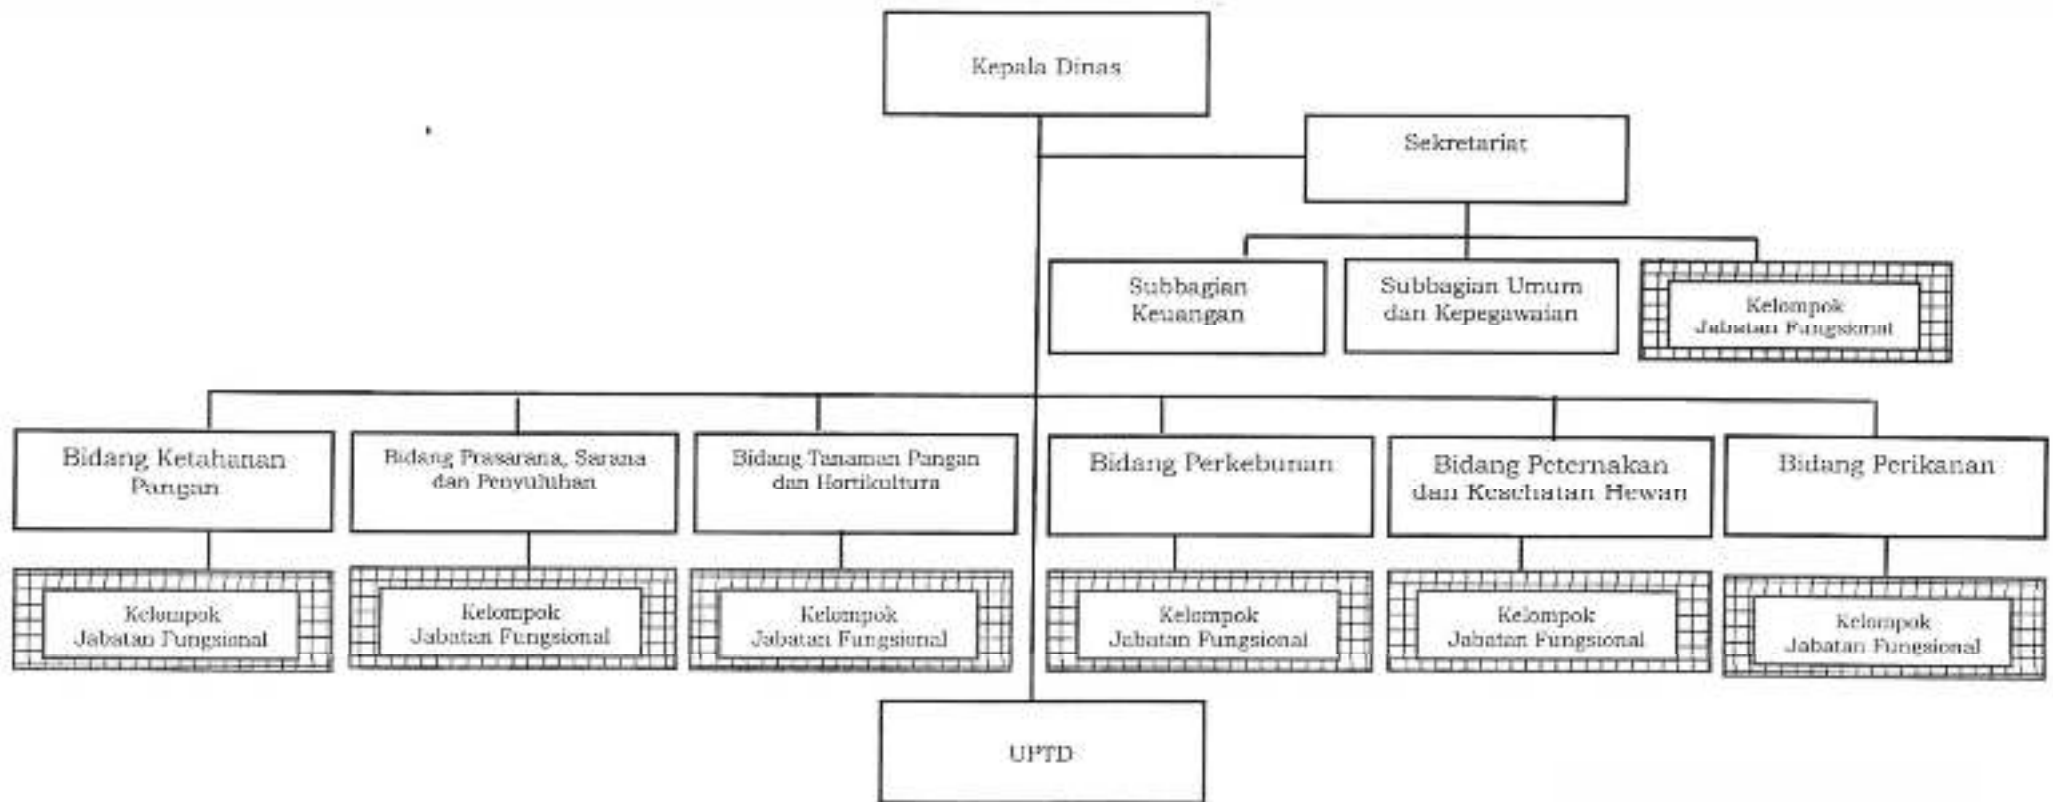 Kepala Dinas
Sekretariat
Subbagian
Keuangan
Subbagian Umum
dan Kepegawaian
Kelompok
Jabatan Fungsional
Bidang Ketahanan
Pangan
Bidang Prasarana, Sarana
dan Penyuluhan
Bidang Tanaman Pangan
dan Hortikultura
Bidang Perkebunan
Bidang Peternakan
dan Kesehatan Hewan
Bidang Perikanan
Kelompok
Jabatan Fungsional
Kelompok
Jabatan Fungsional
Kelompok
Jabatan Fungsional
Kelompok
Jabatan Fungsional
Kelompok
Jabatan Fungsional
Kelompok
Jabatan Fungsional
UPTD